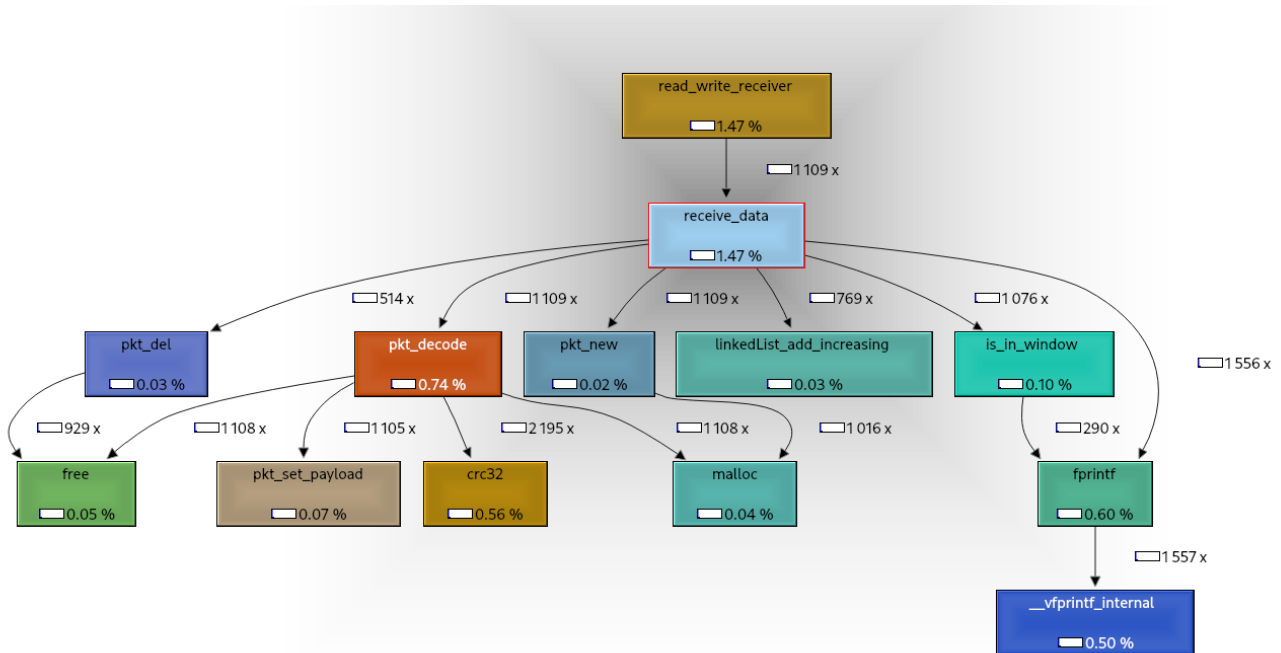 read_write_receiver
1.47 %
1 109 x
receive_data
1.47 %
514 x
1 109 x
1 109 x
769 x
1 076 x
1 556 x
pkt_del
0.03 %
pkt_decode
0.74 %
pkt_new
0.02 %
linkedList_add_increasing
0.03 %
is_in_window
0.10 %
929 x
1 108 x
1 105 x
2 195 x
1 108 x
1 016 x
290 x
free
0.05 %
pkt_set_payload
0.07 %
crc32
0.56 %
malloc
0.04 %
fprintf
0.60 %
1 557 x
__vfprintf_internal
0.50 %